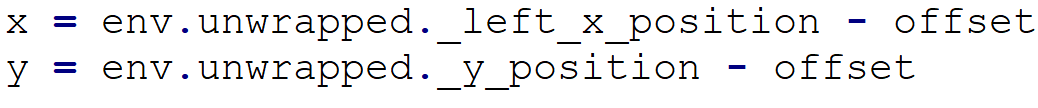 x = env.unwrapped._left_x_position - offset
y = env.unwrapped._y_position - offset